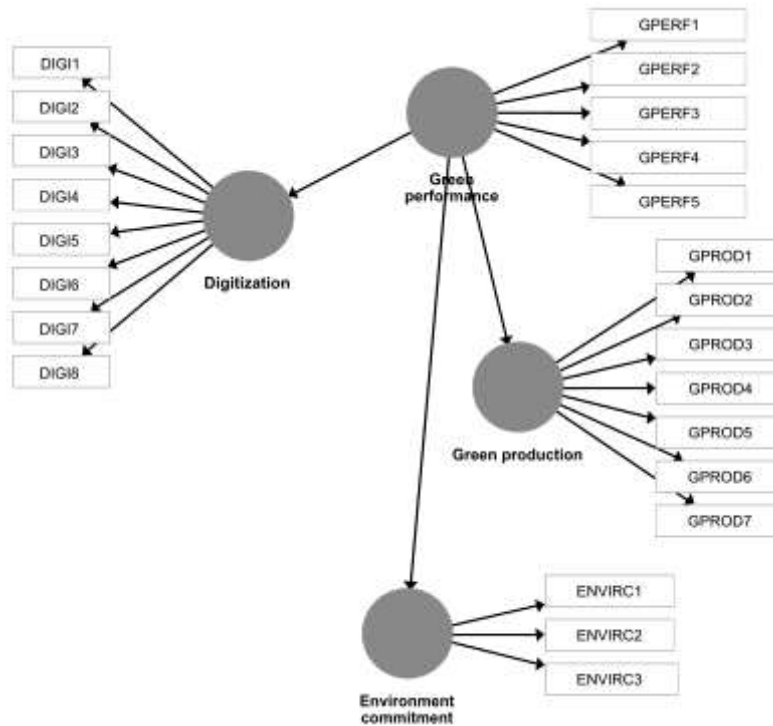 DIGI1
DIGI2
DIGI3
DIGI4
DIGI5
DIGI6
DIGI7
DIGI8
Digitization
Green
performance
GPERF1
GPERF2
GPERF3
GPERF4
GPERF5
GPROD1
GPROD2
GPROD3
GPROD4
GPROD5
GPROD6
GPROD7
Green production
ENVIRC1
ENVIRC2
ENVIRC3
Environment
commitment